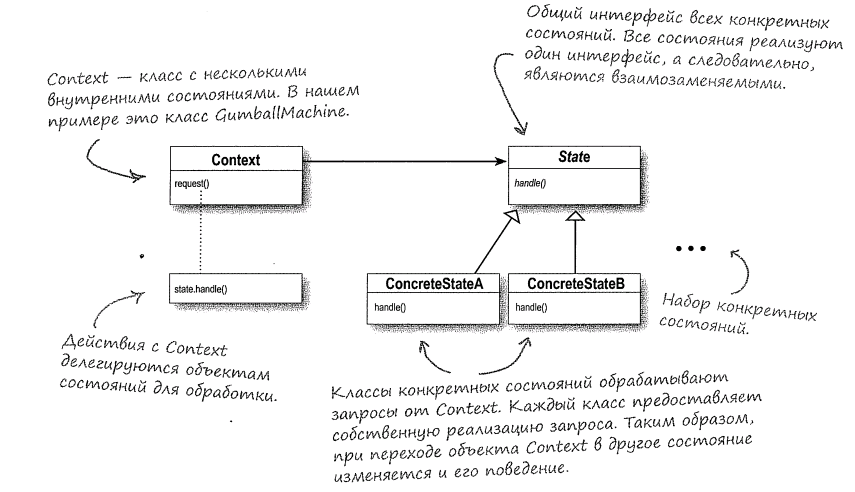 Общий интерфейс всех конкретных
состояний. Все состояния реализуют
один интерфейс, а следовательно,
являются взаимозаменяемыми.
Context — класс с несколькими
внутренними состояниями. В нашем
примере это класс GumballMachine.
Context
request()
State
handle()
state.handle()
ConcreteStateA
handle()
ConcreteStateB
handle()
Набор конкретных
состояний.
Действия с Context
делегируются объектам
состояний для обработки.
Классы конкретных состояний обрабатывают
запросы от Context. Каждый класс предоставляет
собственную реализацию запроса. Таким образом,
при переходе объекта Context в другое состояние
изменяется и его поведение.